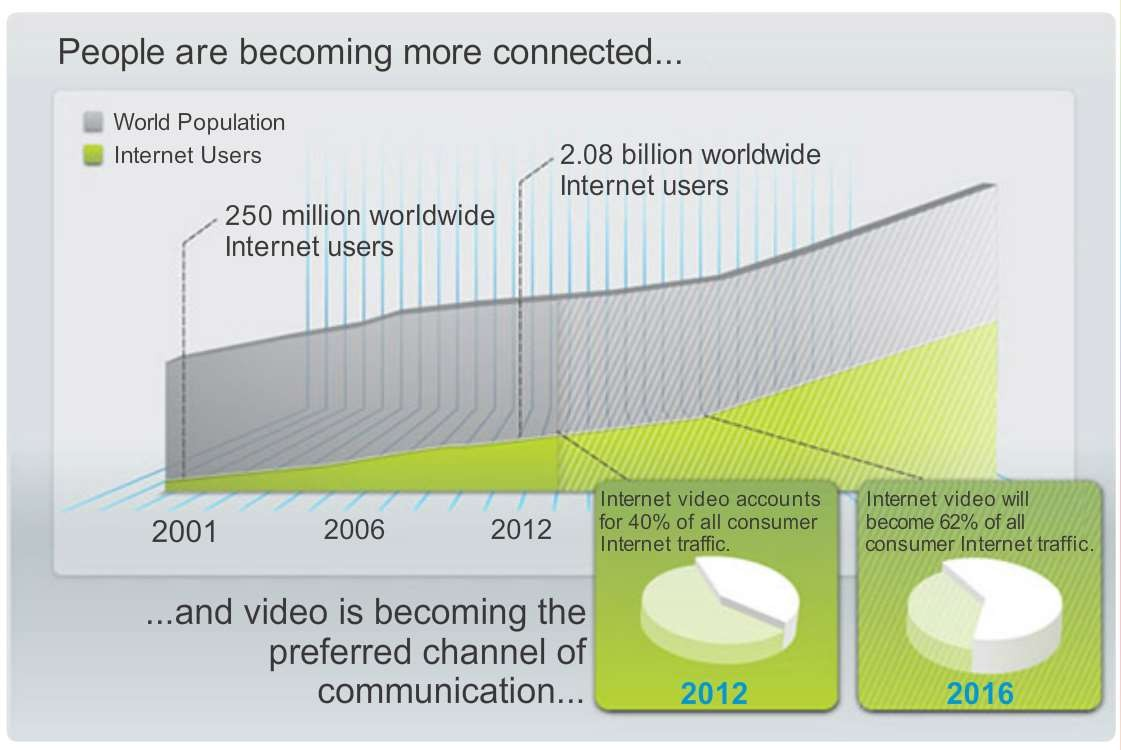 People are becoming more connected...
World Population
Internet Users
2.08 billion worldwide
Internet users
250 million worldwide
Internet users
2001
2006
2012
Internet video accounts
for 40% of all consumer
Internet traffic.
2012
Internet video will
become 62% of all
consumer Internet traffic.
2016
...and video is becoming the
preferred channel of
communication...